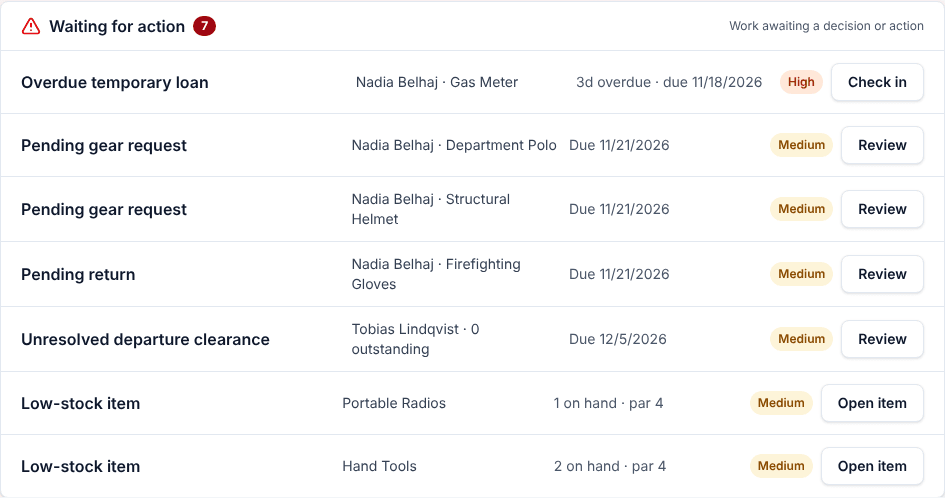 Waiting for action 7 Work awaiting a decision or action
Overdue temporary loan Nadia Belhaj · Gas Meter 3d overdue · due 11/18/2026 High Check in
Pending gear request Nadia Belhaj · Department Polo Due 11/21/2026 Medium Review
Pending gear request Nadia Belhaj · Structural
Helmet Due 11/21/2026 Medium Review
Pending return Nadia Belhaj · Firefighting
Gloves Due 11/21/2026 Medium Review
Unresolved departure clearance Tobias Lindqvist · 0
outstanding Due 12/5/2026 Medium Review
Low-stock item Portable Radios 1 on hand · par 4 Medium Open item
Low-stock item Hand Tools 2 on hand · par 4 Medium Open item